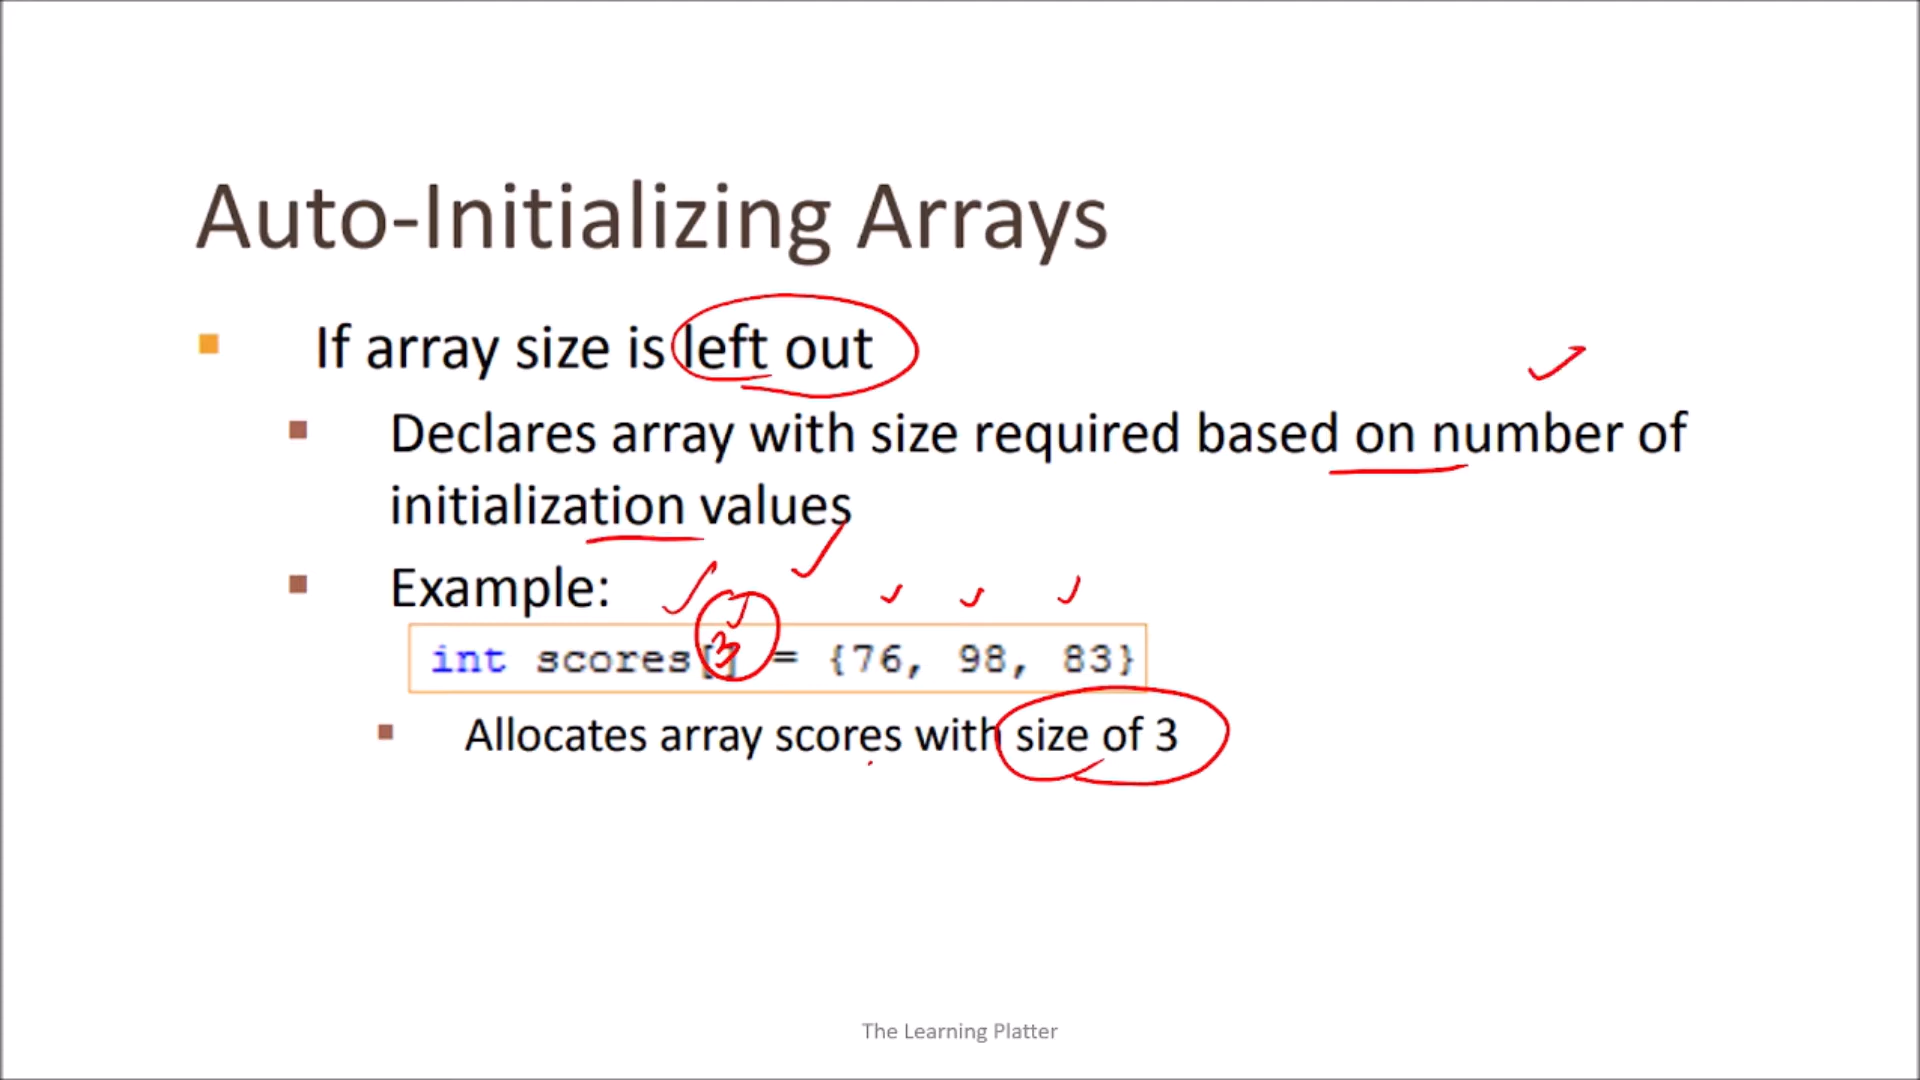 Auto-Initializing Arrays
If array size is left out
Declares array with size required based on number of
initialization values
Example:
int scores[3] = {76, 98, 83}
Allocates array scores with size of 3
The Learning Platter